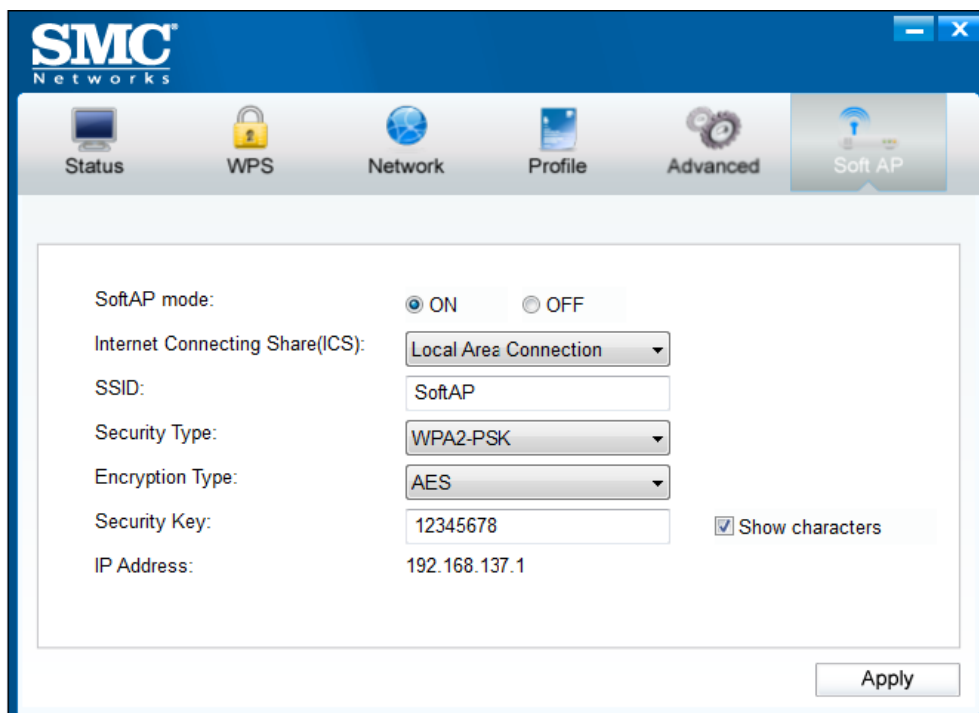 SMC
Networks
Status WPS Network Profile Advanced Soft AP
SoftAP mode: ON OFF
Internet Connecting Share(ICS): Local Area Connection
SSID: SoftAP
Security Type: WPA2-PSK
Encryption Type: AES
Security Key: 12345678 Show characters
IP Address: 192.168.137.1
Apply